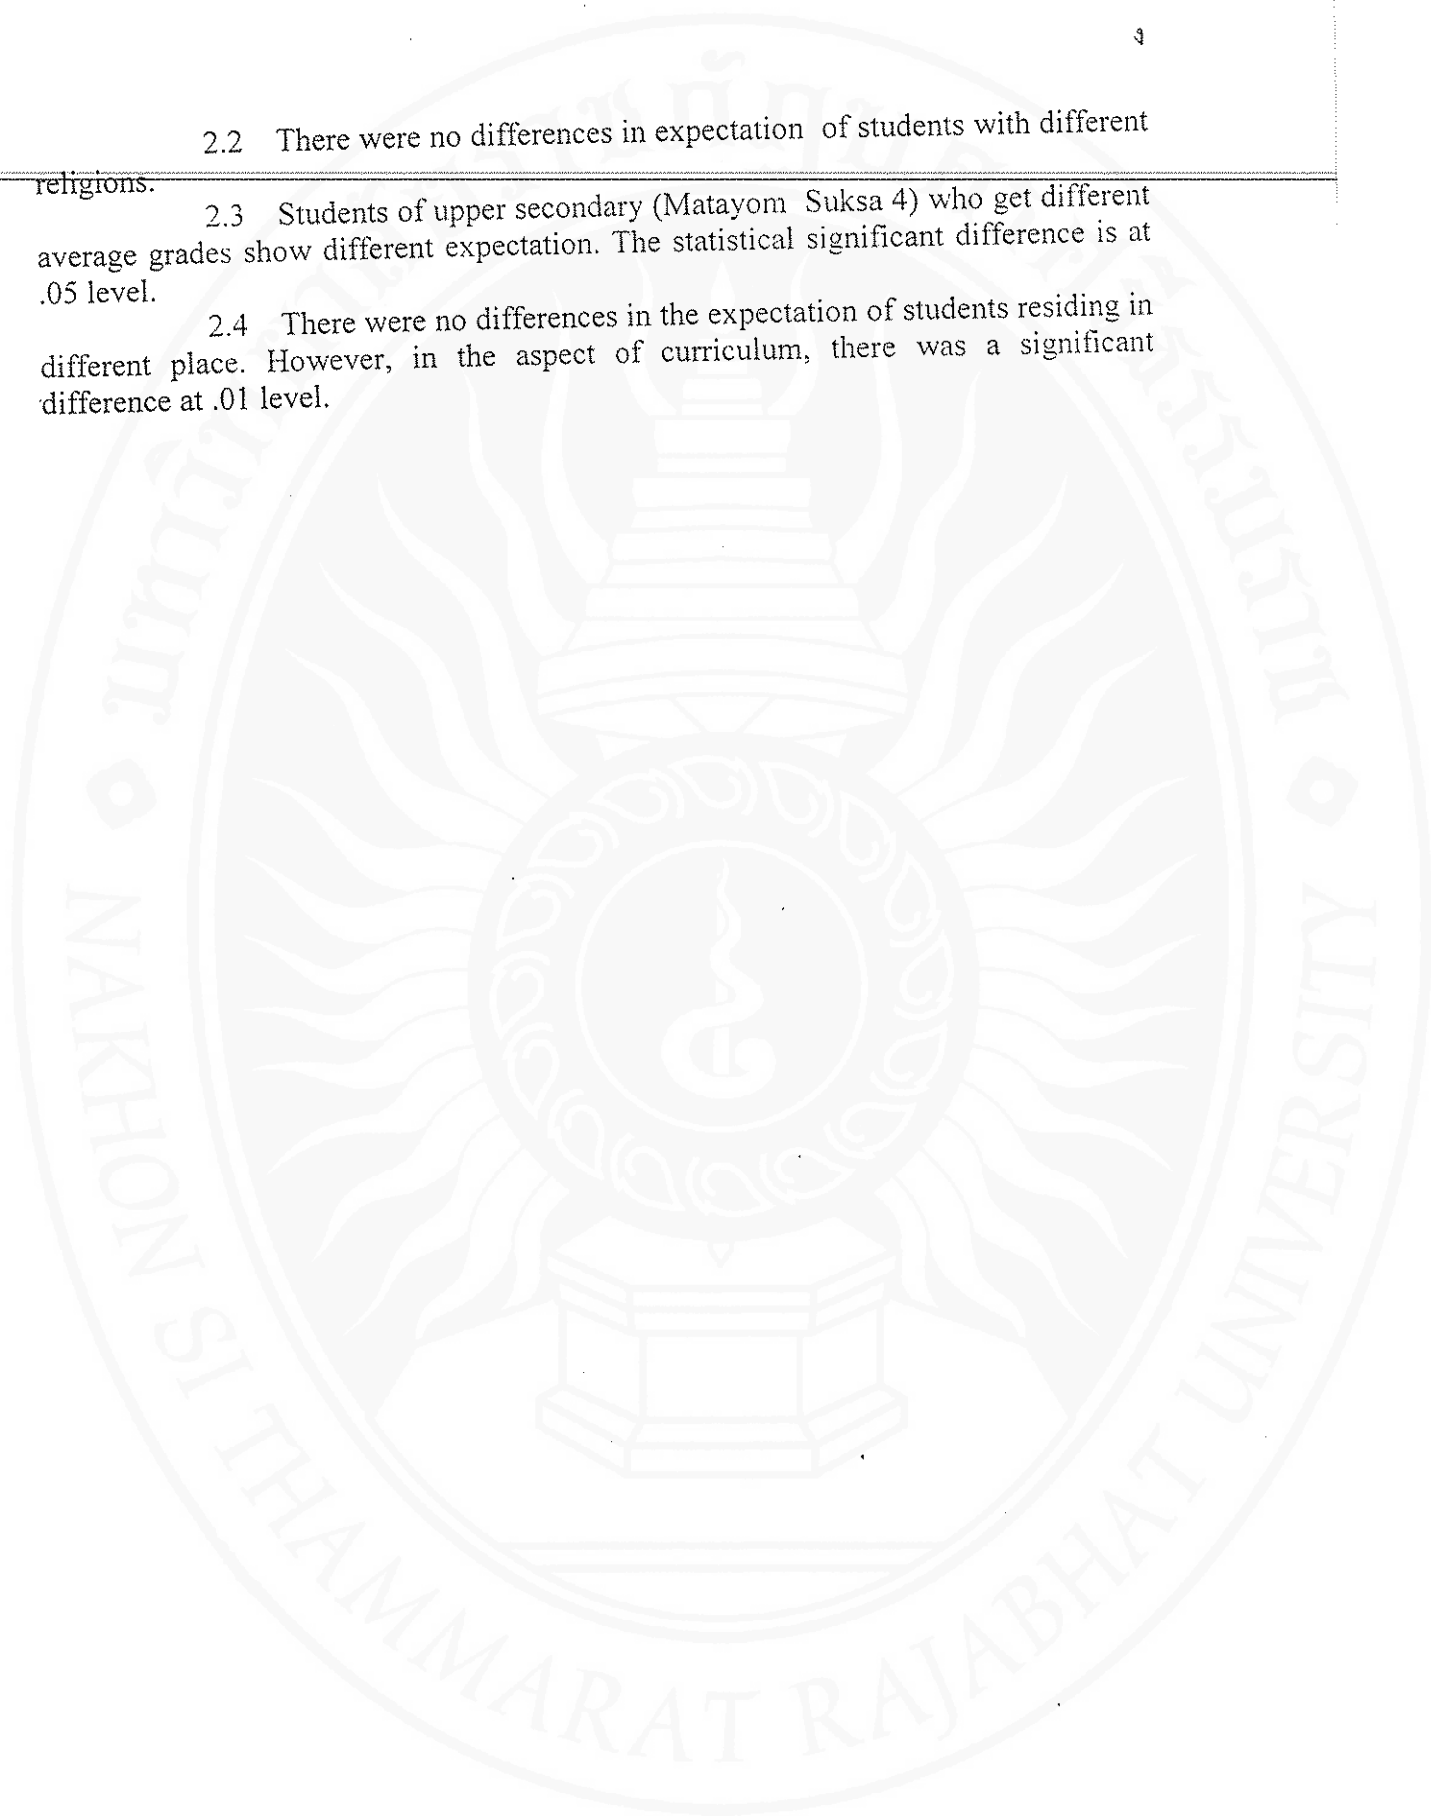 ง
2.2 There were no differences in expectation of students with different
religions.
2.3 Students of upper secondary (Matayom Suksa 4) who get different
average grades show different expectation. The statistical significant difference is at
.05 level.
2.4 There were no differences in the expectation of students residing in
different place. However, in the aspect of curriculum, there was a significant
difference at .01 level.
NAKHON SI THAMMARAT RAJABHAT UNIVERSITY